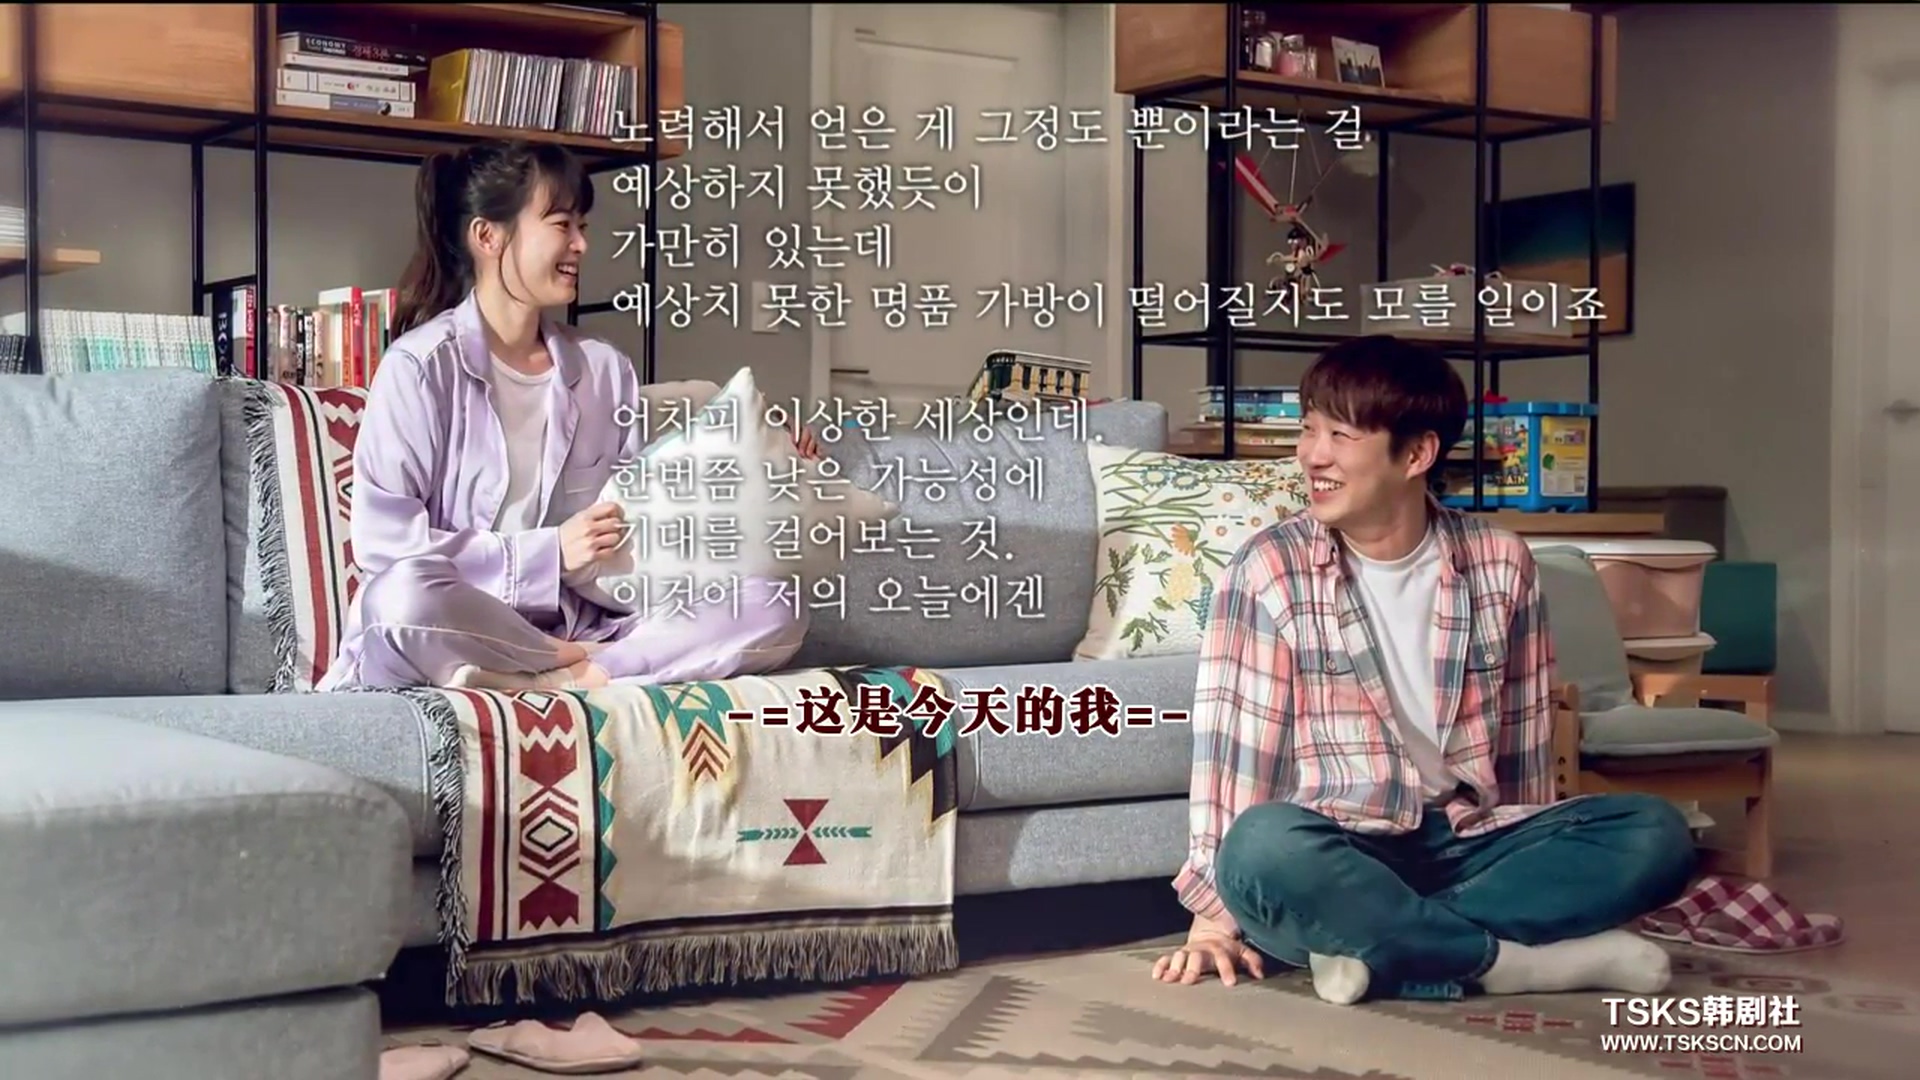 ECONOMY
경제3론
노력해서 얻은 게 그정도 뿐이라는 걸
예상하지 못했듯이
가만히 있는데
예상치 못한 명품 가방이 떨어질지도 모를 일이죠
어차피 이상한 세상인데.
한번쯤 낮은 가능성에
기대를 걸어보는 것.
이것이 저의 오늘에겐
-=这是今天的我=-
TSKS韩剧社
WWW.TSKSCN.COM